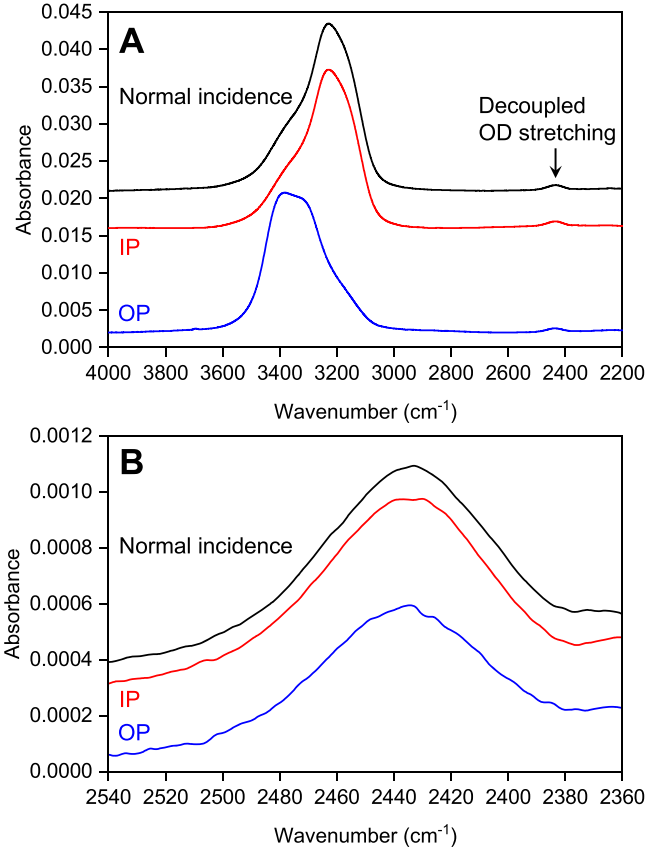 A
0.045
0.040
0.035
0.030
0.025
0.020
0.015
0.010
0.005
0.000
Absorbance
Normal incidence
Decoupled
OD stretching
IP
OP
4000 3800 3600 3400 3200 3000 2800 2600 2400 2200
Wavenumber (cm⁻¹)
B
0.0012
0.0010
0.0008
0.0006
0.0004
0.0002
0.0000
Absorbance
Normal incidence
IP
OP
2540 2520 2500 2480 2460 2440 2420 2400 2380 2360
Wavenumber (cm⁻¹)